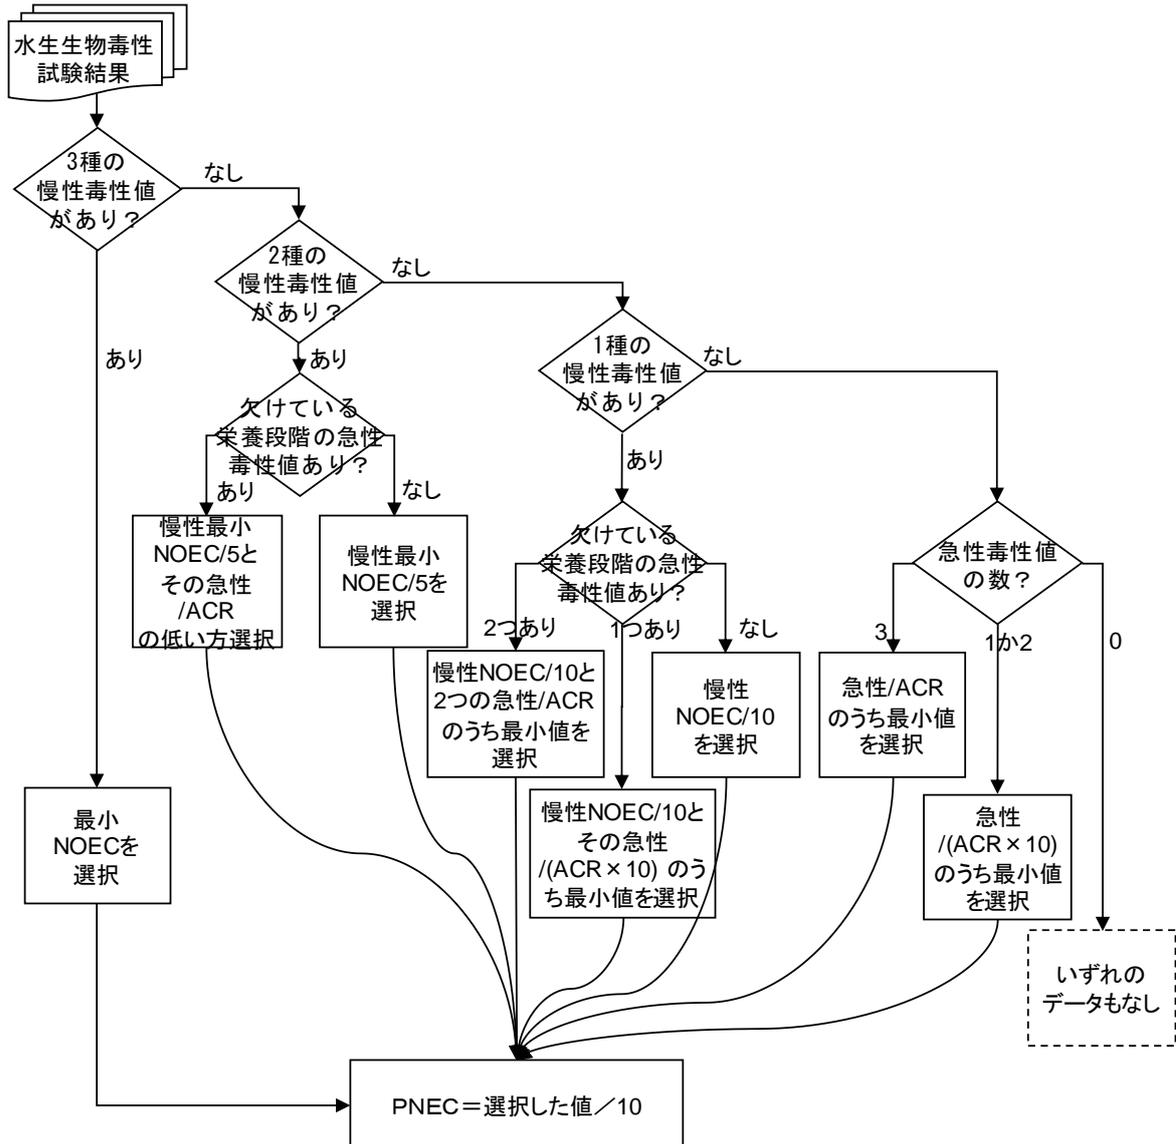 水生生物毒性
試験結果
3種の
慢性毒性値
があり？
なし
あり
2種の
慢性毒性値
があり？
なし
あり
1種の
慢性毒性値
があり？
なし
あり
欠けている
栄養段階の急性
毒性値あり？
あり
なし
慢性最小
NOEC/5と
その急性
/ACR
の低い方選択
慢性最小
NOEC/5を
選択
欠けている
栄養段階の急性
毒性値あり？
2つあり
1つあり
なし
急性毒性値
の数？
3
1か2
0
慢性NOEC/10と
2つの急性/ACR
のうち最小値を
選択
慢性
NOEC/10
を選択
急性/ACR
のうち最小値
を選択
最小
NOECを
選択
慢性NOEC/10と
その急性
/(ACR×10) のう
ち最小値を選択
急性
/(ACR×10)
のうち最小値
を選択
いずれの
データもなし
PNEC＝選択した値／10